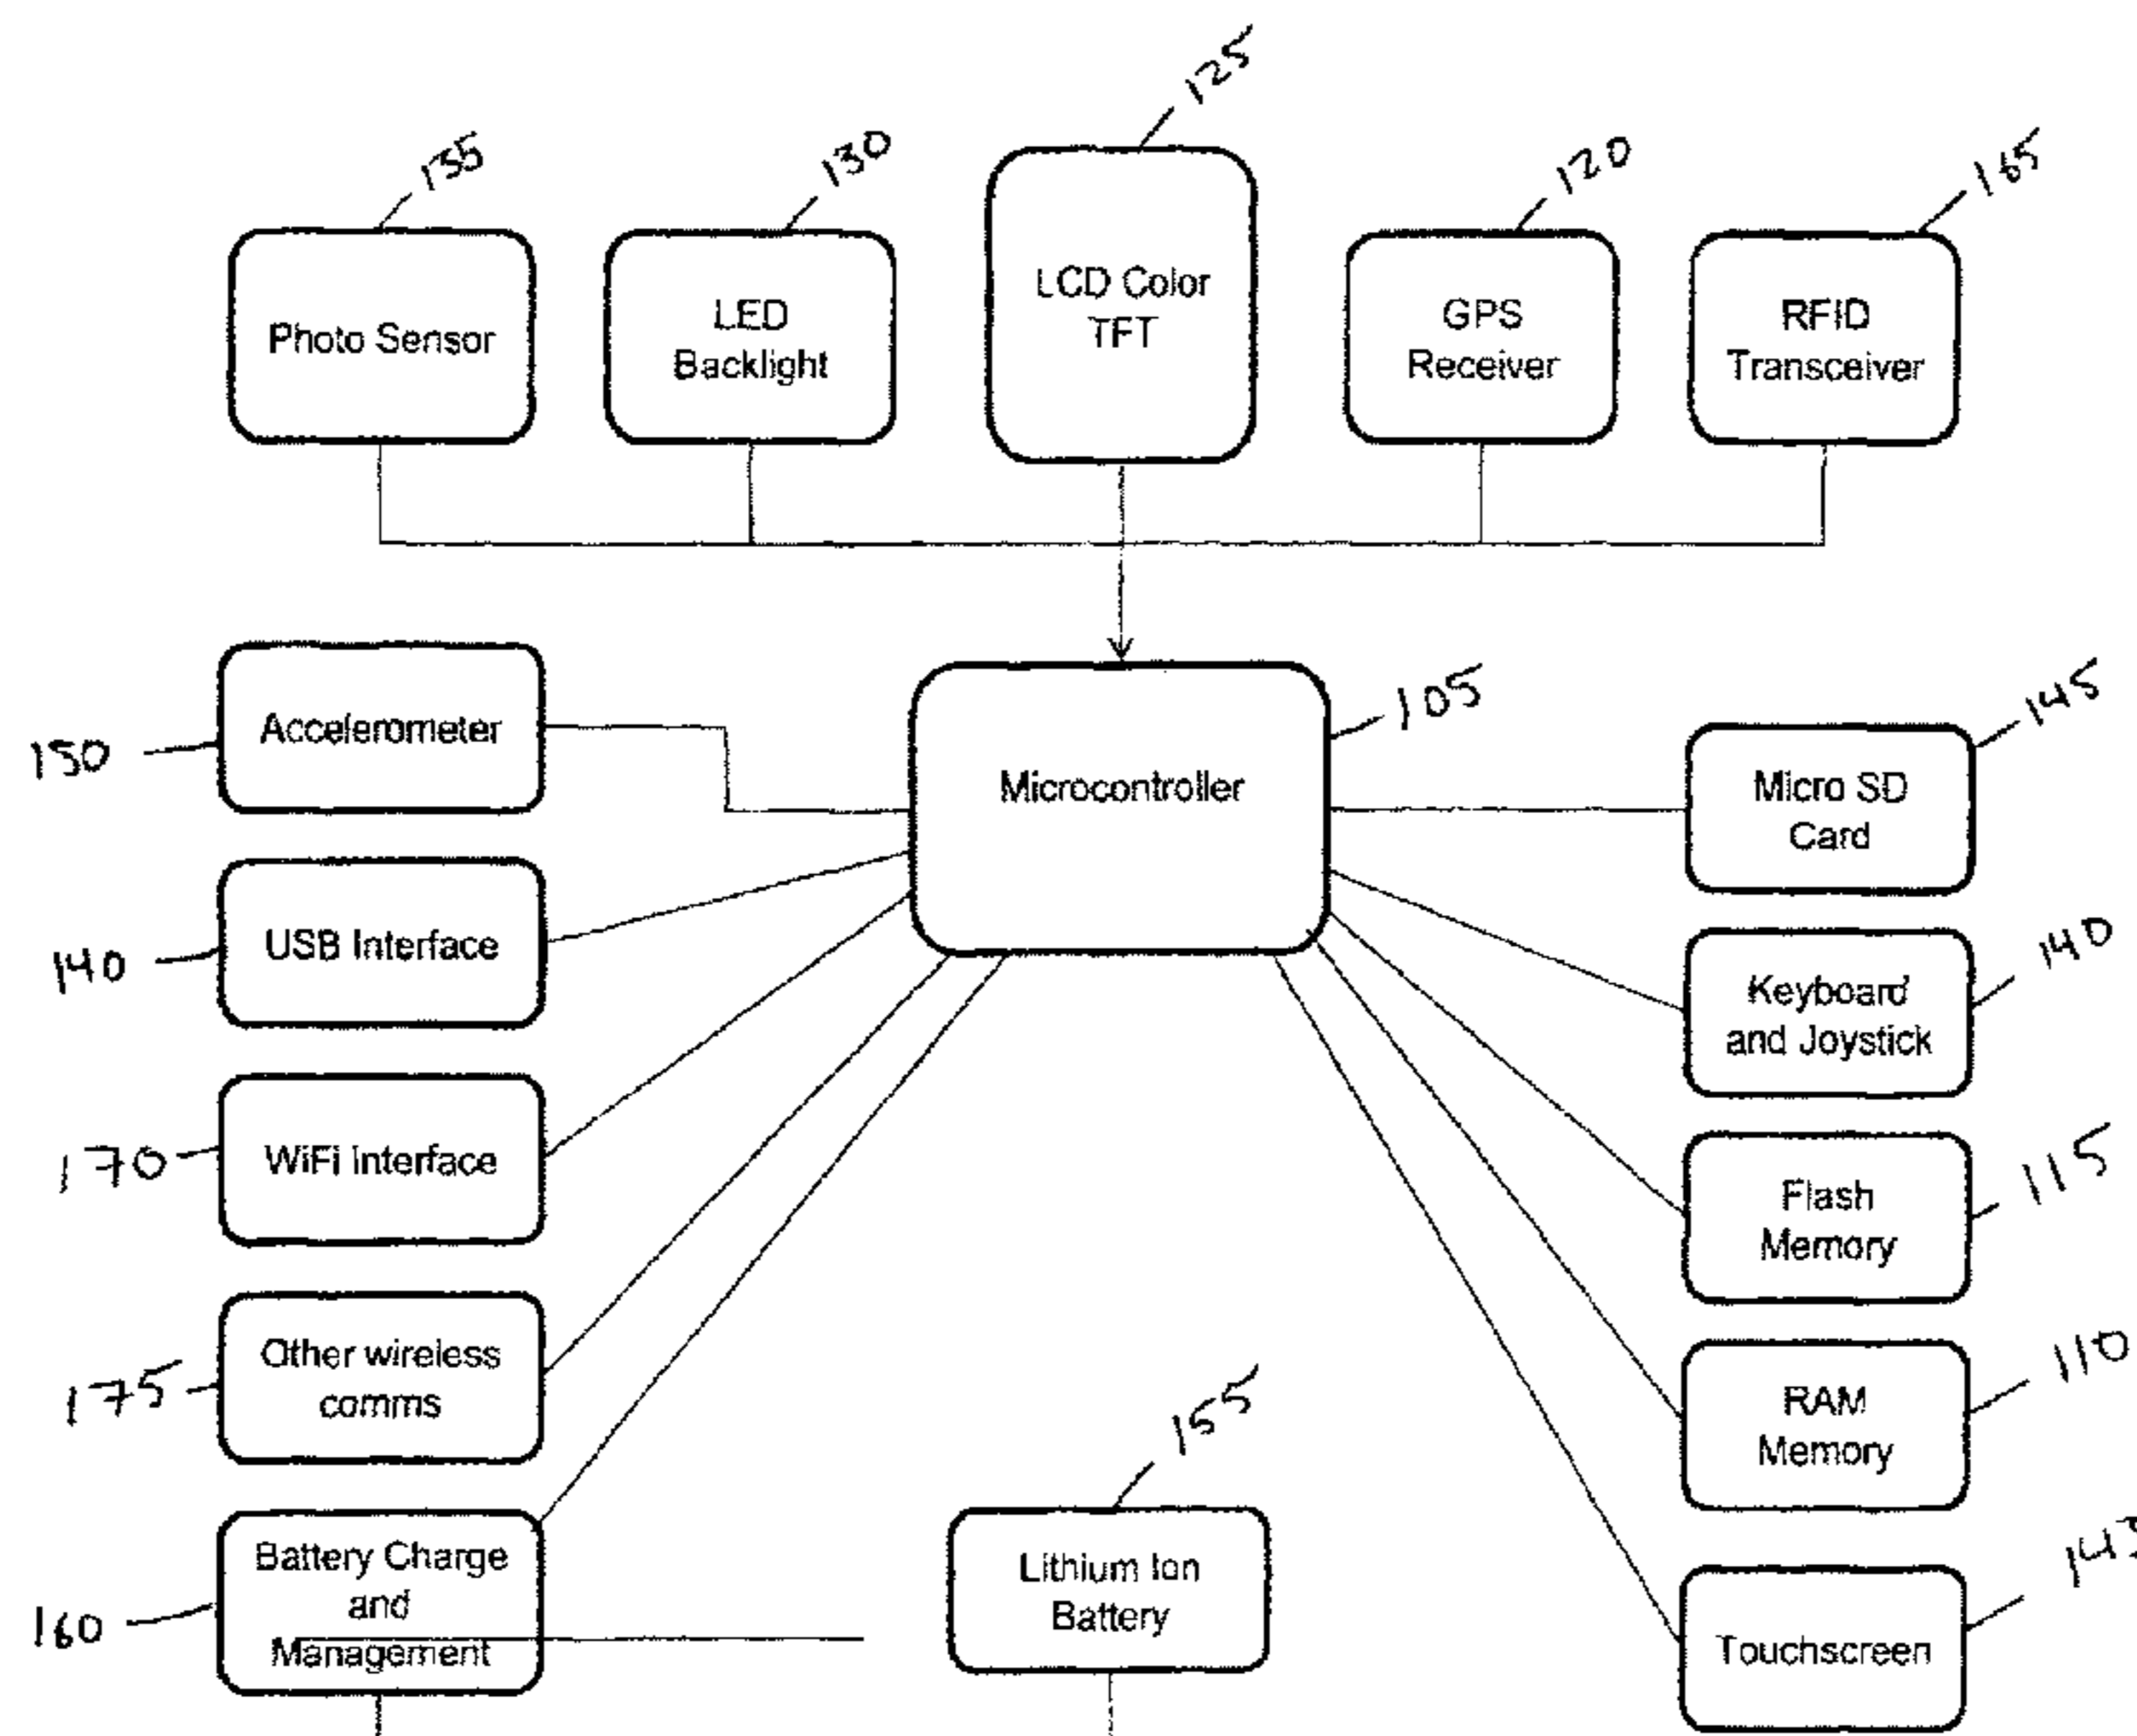 125
135
130
120
165
Photo Sensor
LED
Backlight
LCD Color
TFT
GPS
Receiver
RFID
Transceiver
Accelerometer
150
Microcontroller
105
145
Micro SD
Card
USB Interface
140
Keyboard
and Joystick
140
WiFi Interface
170
Flash
Memory
115
Other wireless
comms
175
RAM
Memory
110
155
Battery Charge
and
Management
160
Lithium Ion
Battery
Touchscreen